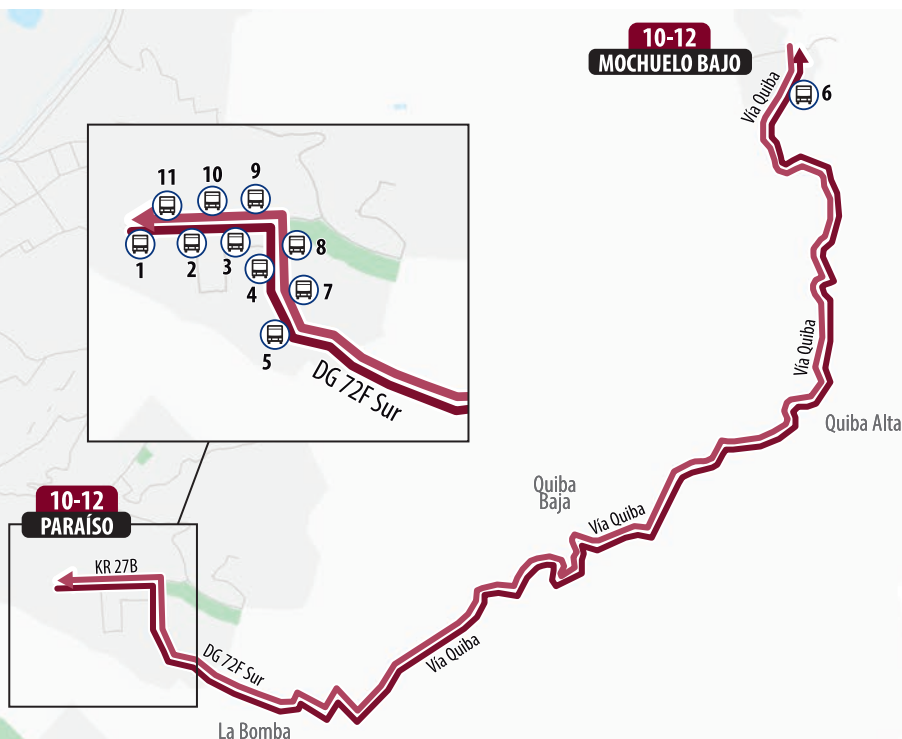 10-12
MOCHUELO BAJO
6
Vía Quiba
11
10
9
1
2
3
4
8
7
5
DG 72F Sur
Vía Quiba
Quiba Alta
Quiba
Baja
Vía Quiba
10-12
PARAÍSO
KR 27B
DG 72F Sur
Vía Quiba
La Bomba